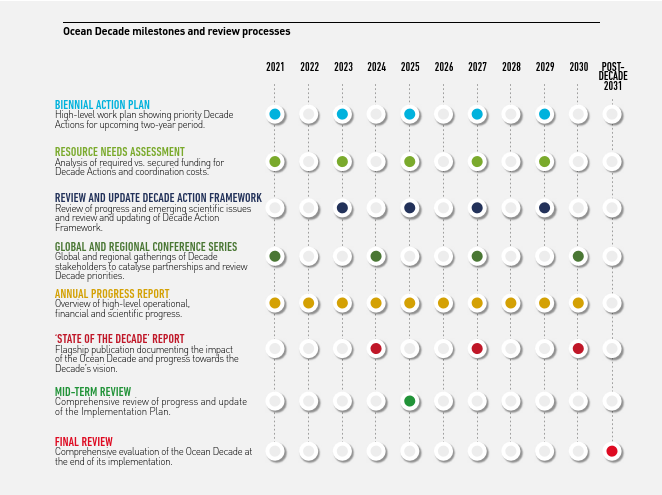 Ocean Decade milestones and review processes
2021 2022 2023 2024 2025 2026 2027 2028 2029 2030 POST-
DECADE
2031
BIENNIAL ACTION PLAN
High-level work plan showing priority Decade
Actions for upcoming two-year period.
RESOURCE NEEDS ASSESSMENT
Analysis of required vs. secured funding for
Decade Actions and coordination costs.
REVIEW AND UPDATE DECADE ACTION FRAMEWORK
Review of progress and emerging scientific issues
and review and updating of Decade Action
Framework.
GLOBAL AND REGIONAL CONFERENCE SERIES
Global and regional gatherings of Decade
stakeholders to catalyse partnerships and review
Decade priorities.
ANNUAL PROGRESS REPORT
Overview of high-level operational,
financial and scientific progress.
‘STATE OF THE DECADE’ REPORT
Flagship publication documenting the impact
of the Ocean Decade and progress towards the
Decade’s vision.
MID-TERM REVIEW
Comprehensive review of progress and update
of the Implementation Plan.
FINAL REVIEW
Comprehensive evaluation of the Ocean Decade at
the end of its implementation.